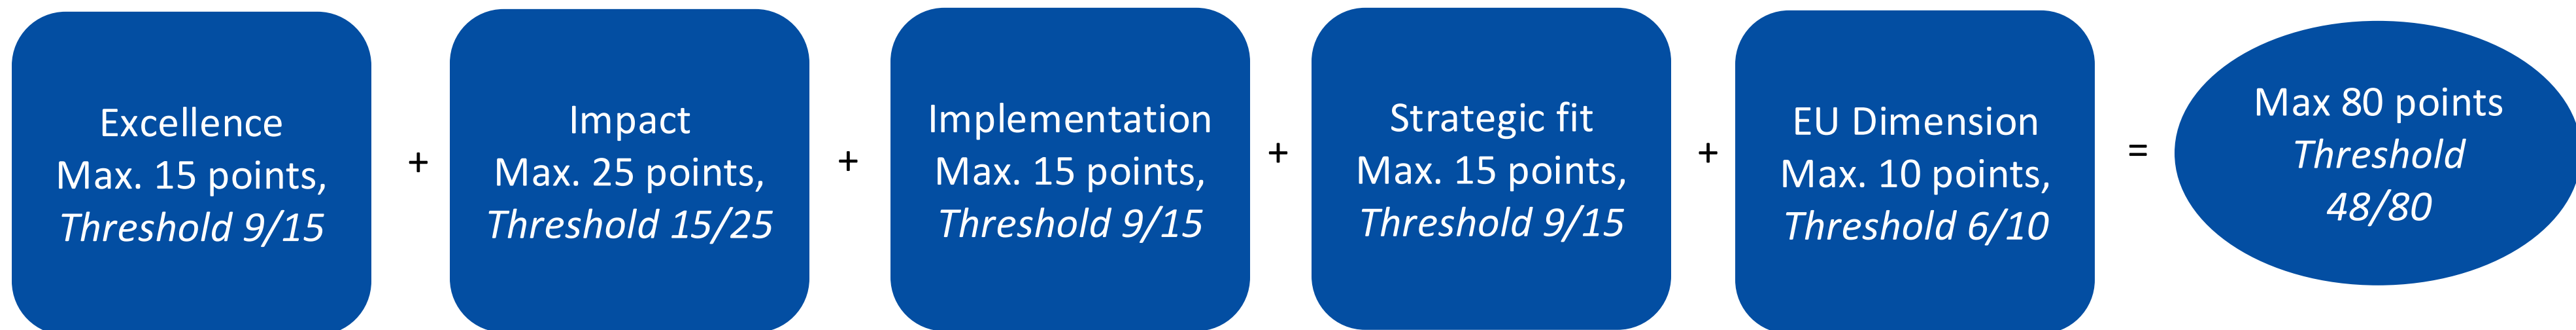 Excellence
Max. 15 points,
Threshold 9/15
+
Impact
Max. 25 points,
Threshold 15/25
+
Implementation
Max. 15 points,
Threshold 9/15
+
Strategic fit
Max. 15 points,
Threshold 9/15
+
EU Dimension
Max. 10 points,
Threshold 6/10
=
Max 80 points
Threshold
48/80